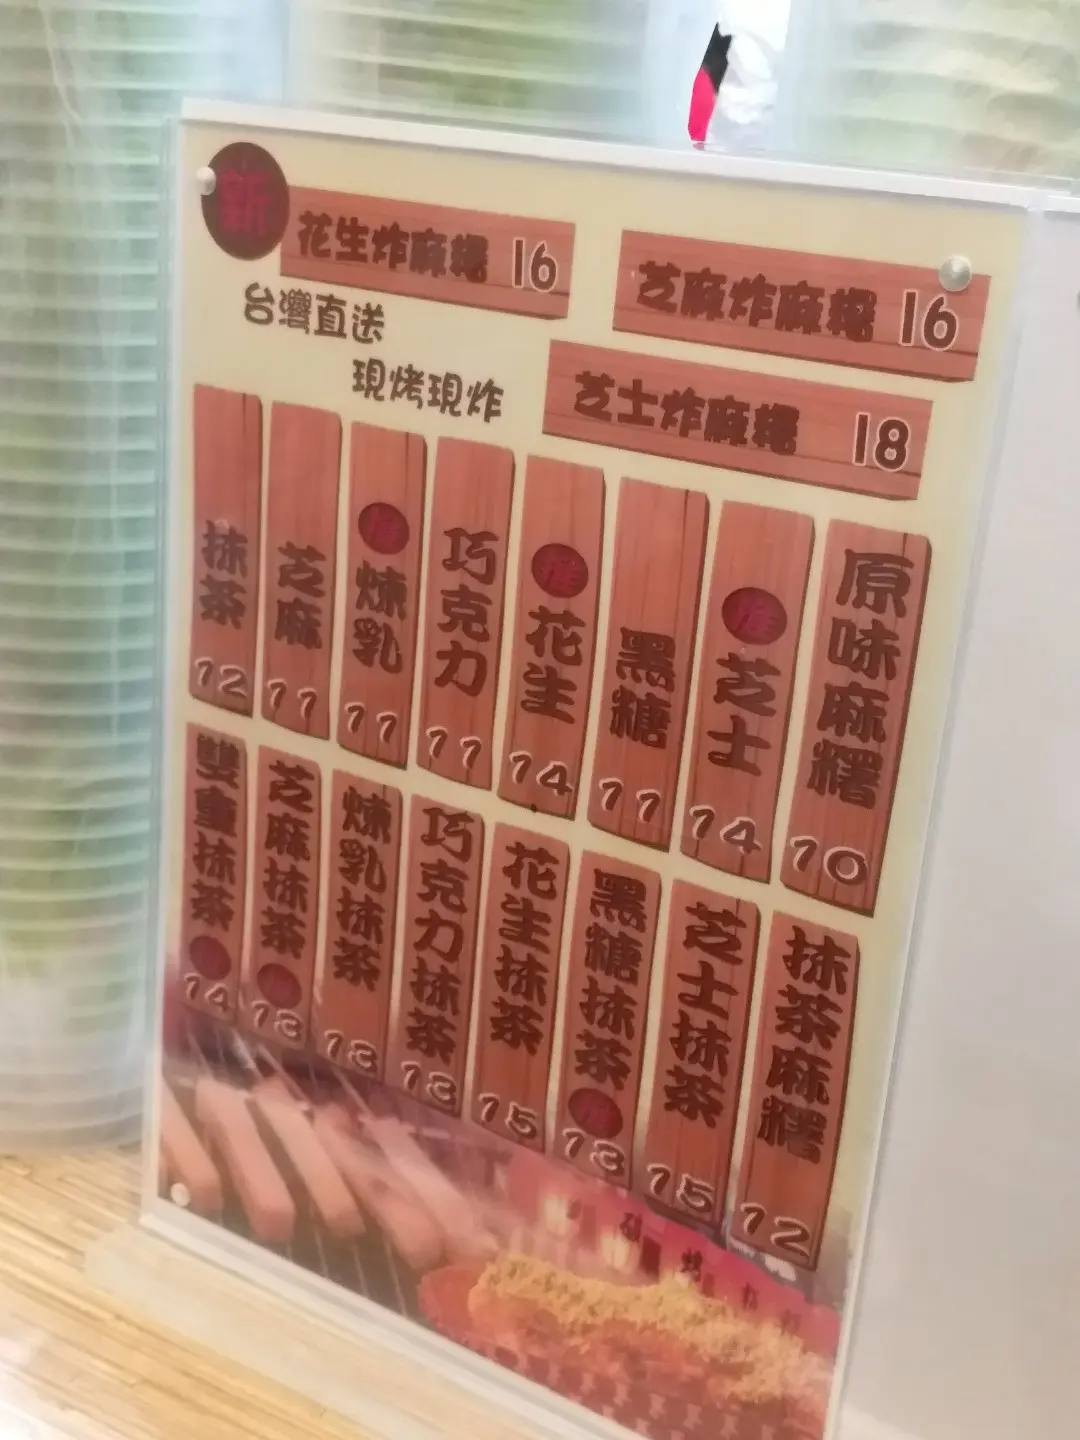 新
花生炸麻糬 16
芝麻炸麻糬 16
台灣直送
現烤現炸
芝士炸麻糬 18
原味麻糬 10
推 芝士 14
黑糖 11
推 花生 14
巧克力 11
推 煉乳 11
芝麻 11
抹茶 12
抹茶麻糬 12
芝士抹茶 15
黑糖抹茶 推 13
花生抹茶 15
巧克力抹茶 13
煉乳抹茶 13
芝麻抹茶 推 13
雙重抹茶 推 14